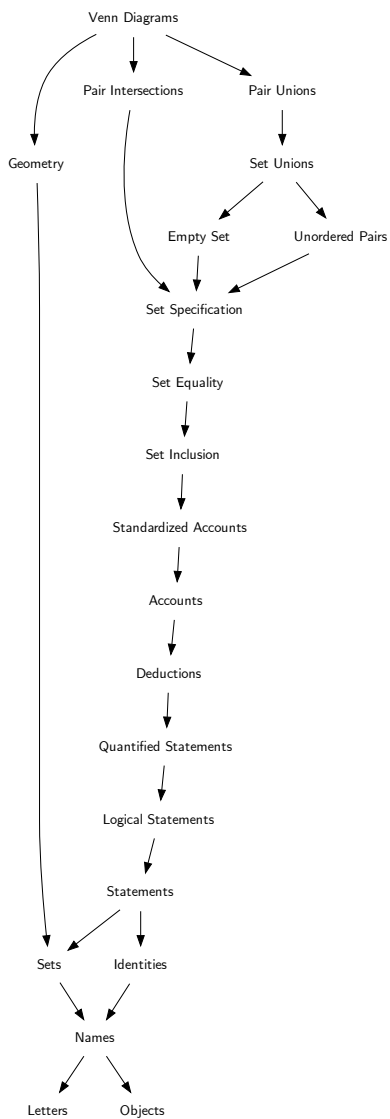 Venn Diagrams
Pair Intersections
Pair Unions
Geometry
Set Unions
Empty Set
Unordered Pairs
Set Specification
Set Equality
Set Inclusion
Standardized Accounts
Accounts
Deductions
Quantified Statements
Logical Statements
Statements
Sets
Identities
Names
Letters
Objects